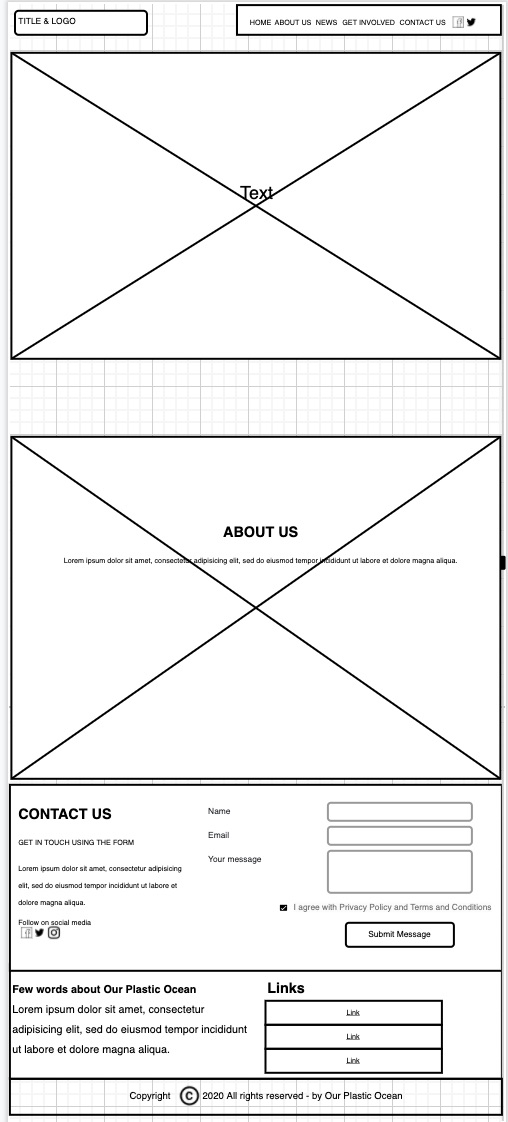 TITLE & LOGO
HOME ABOUT US NEWS GET INVOLVED CONTACT US
Text
ABOUT US
Lorem ipsum dolor sit amet, consectetur adipisicing elit, sed do eiusmod tempor incididunt ut labore et dolore magna aliqua.
CONTACT US
GET IN TOUCH USING THE FORM
Lorem ipsum dolor sit amet, consectetur adipisicing
elit, sed do eiusmod tempor incididunt ut labore et
dolore magna aliqua.
Follow on social media
Name
Email
Your message
I agree with Privacy Policy and Terms and Conditions
Submit Message
Few words about Our Plastic Ocean
Lorem ipsum dolor sit amet, consectetur
adipisicing elit, sed do eiusmod tempor incididunt
ut labore et dolore magna aliqua.
Links
Link
Link
Link
Copyright © 2020 All rights reserved - by Our Plastic Ocean